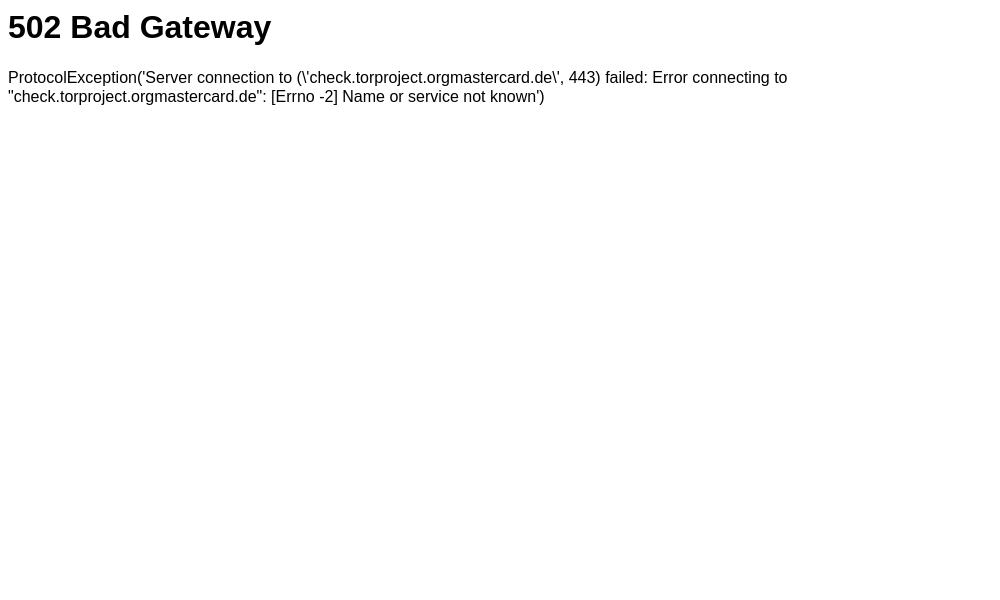 502 Bad Gateway
ProtocolException('Server connection to (\'check.torproject.orgmastercard.de\', 443) failed: Error connecting to
"check.torproject.orgmastercard.de": [Errno -2] Name or service not known')